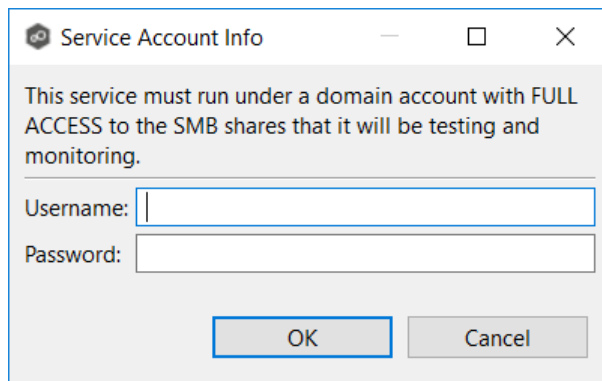 Service Account Info
This service must run under a domain account with FULL
ACCESS to the SMB shares that it will be testing and
monitoring.
Username:
Password:
OK Cancel